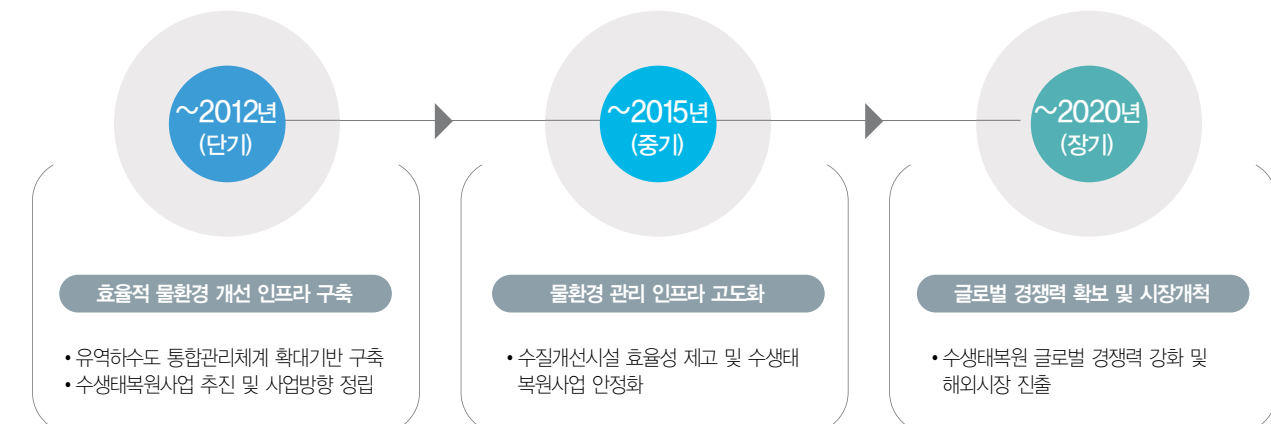 ~2012년
(단기)
효율적 물환경 개선 인프라 구축
• 유역하수도 통합관리체계 확대기반 구축
• 수생태복원사업 추진 및 사업방향 정립
~2015년
(중기)
물환경 관리 인프라 고도화
• 수질개선시설 효율성 제고 및 수생태
복원사업 안정화
~2020년
(장기)
글로벌 경쟁력 확보 및 시장개척
• 수생태복원 글로벌 경쟁력 강화 및
해외시장 진출